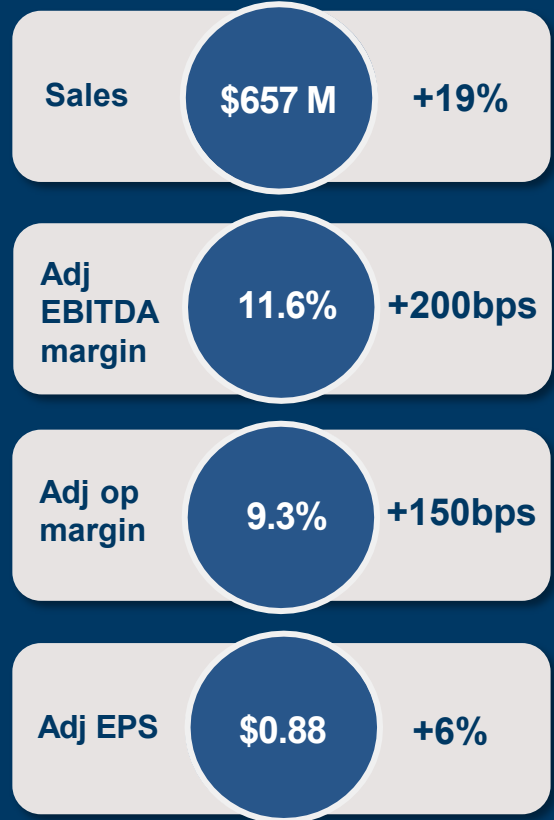 Sales
$657 M
+19%
Adj
EBITDA
margin
11.6%
+200bps
Adj op
margin
9.3%
+150bps
Adj EPS
$0.88
+6%